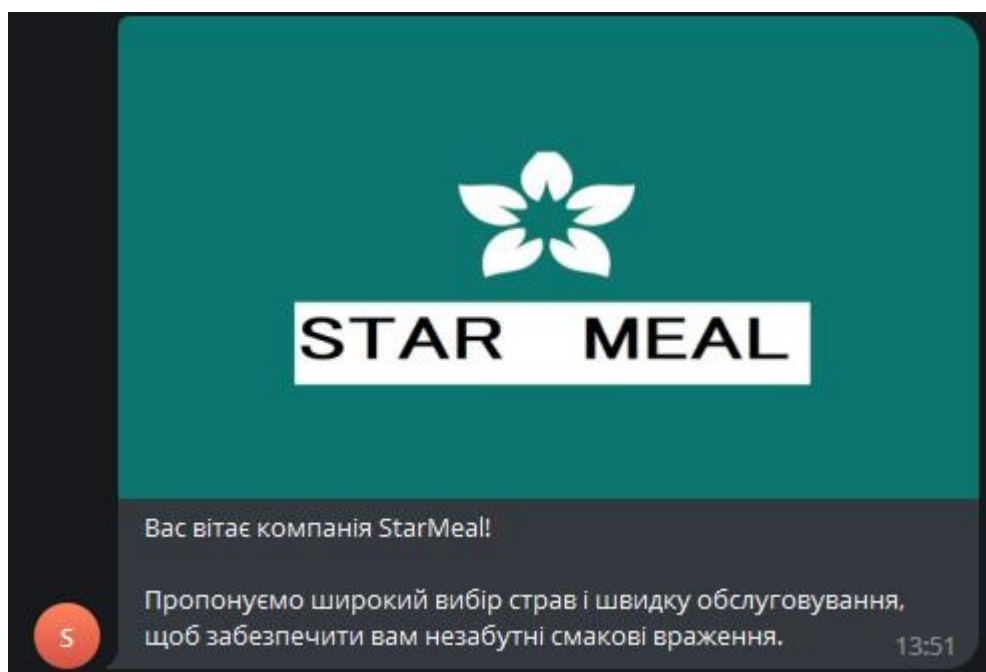 STAR MEAL
Вас вітає компанія StarMeal!
Пропонуємо широкий вибір страв і швидку обслуговування,
щоб забезпечити вам незабутні смакові враження.
13:51
S